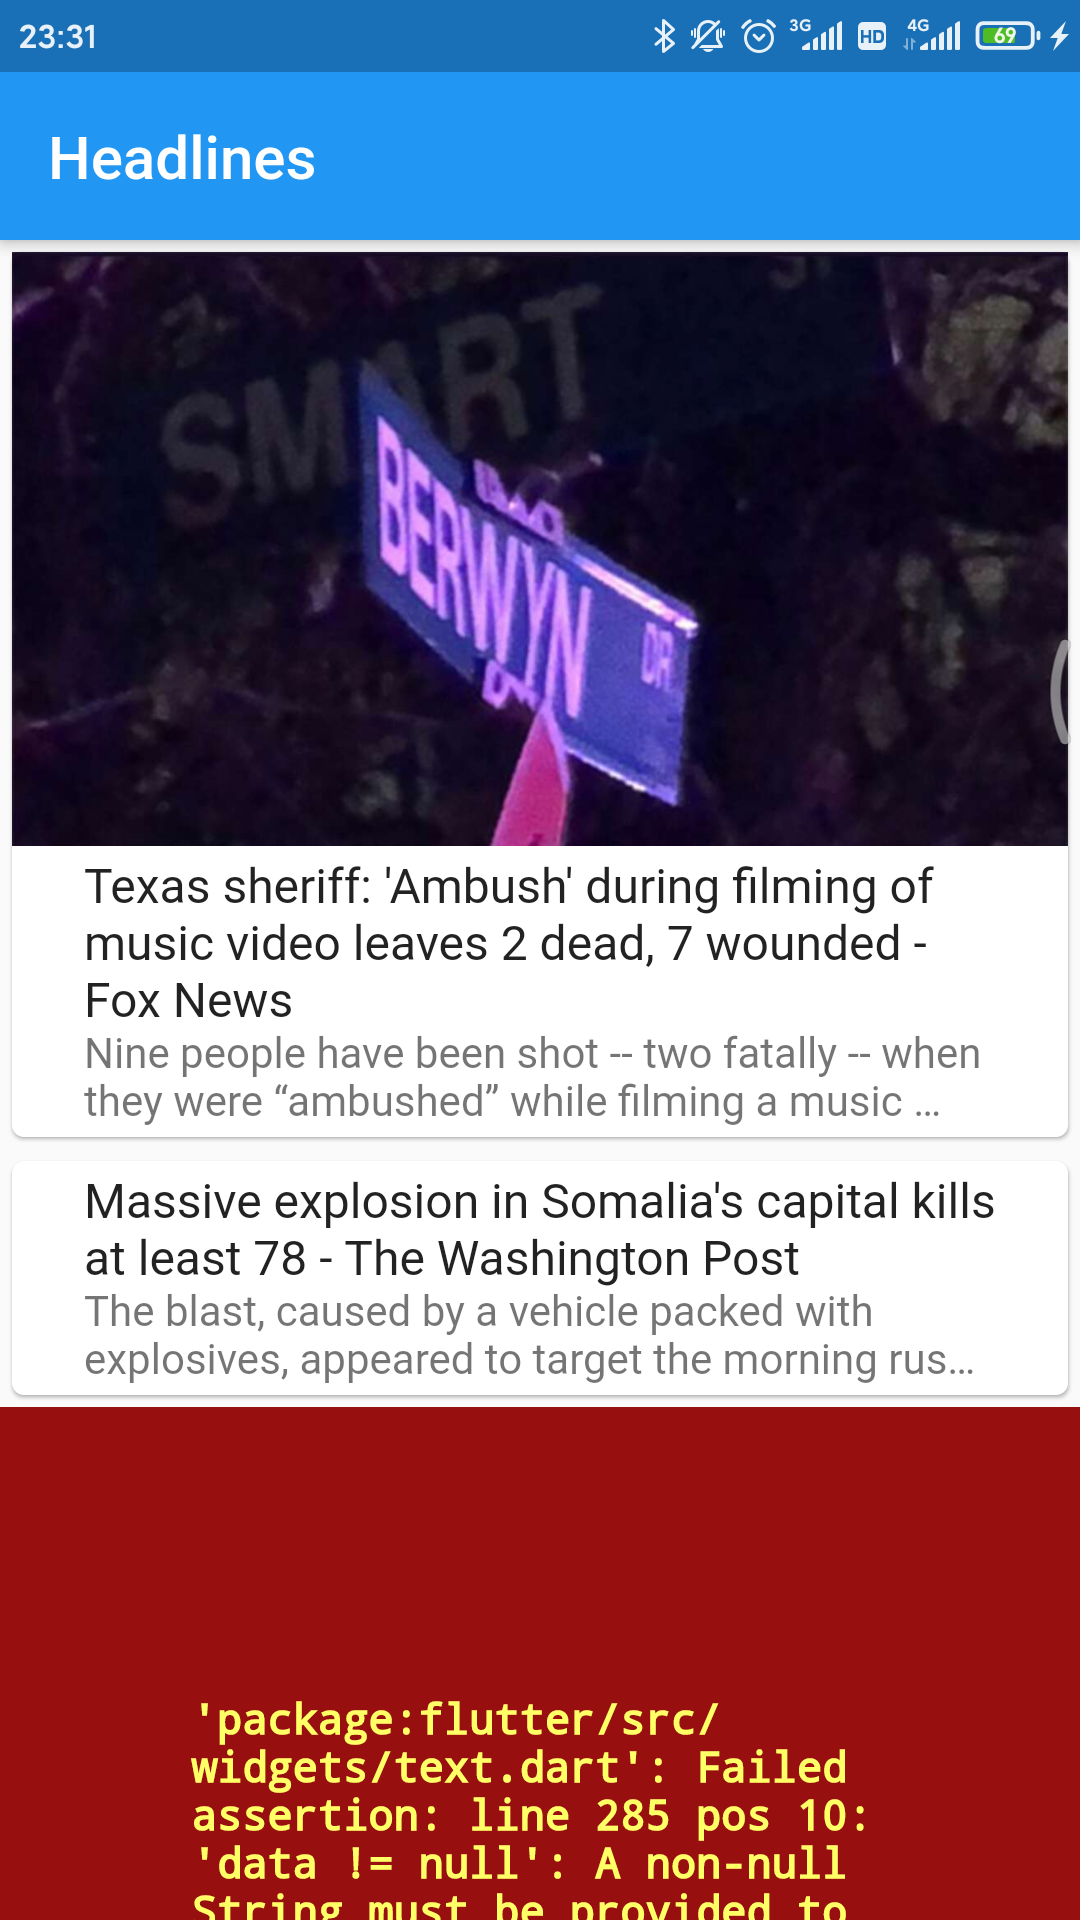 23:31
3G HD 4G 69
Headlines
SMART
BERWYN DR
Texas sheriff: 'Ambush' during filming of
music video leaves 2 dead, 7 wounded -
Fox News
Nine people have been shot -- two fatally -- when
they were “ambushed” while filming a music …
Massive explosion in Somalia's capital kills
at least 78 - The Washington Post
The blast, caused by a vehicle packed with
explosives, appeared to target the morning rus…
'package:flutter/src/
widgets/text.dart': Failed
assertion: line 285 pos 10:
'data != null': A non-null
String must be provided to